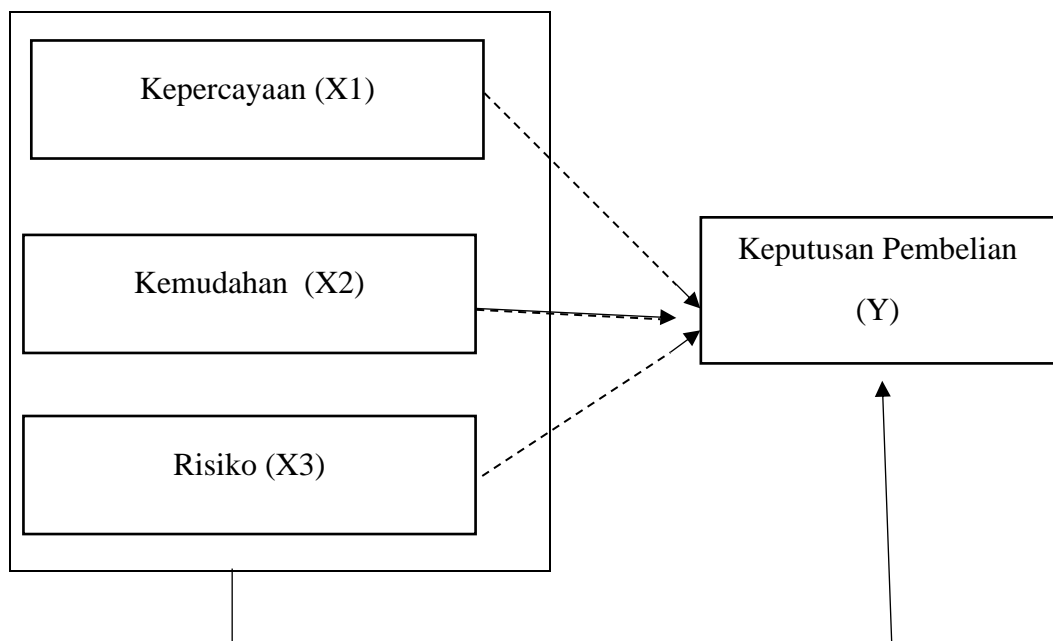 Kepercayaan (X1)
Kemudahan  (X2)
Risiko (X3)
Keputusan Pembelian
(Y)